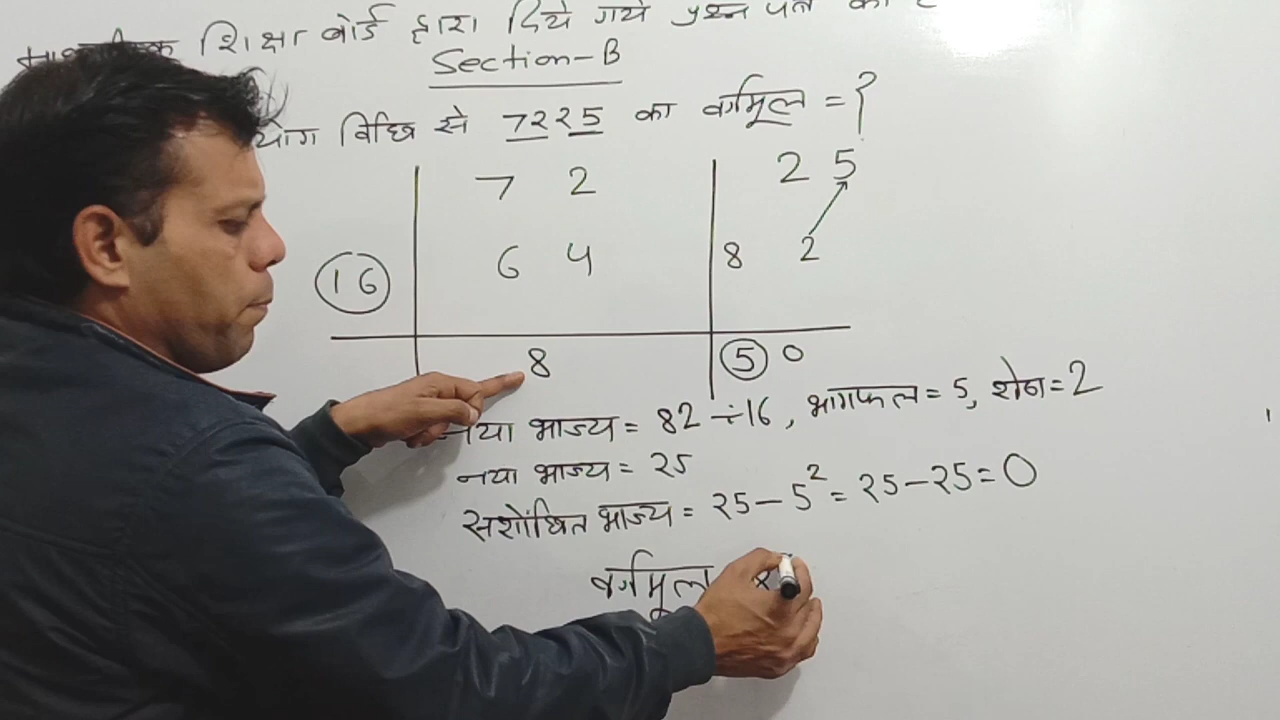 शिक्षा बोर्ड द्वारा दिये गये प्रश्न पत्र
Section-B
योग विधि से 7225 का वर्गमूल = ?
7 2 2 5
16 6 4 8 2
8 5 0
नया भाज्य = 82 ÷ 16, भागफल = 5, शेष = 2
नया भाज्य = 25
सशोंधित भाज्य = 25 - 5² = 25 - 25 = 0
वर्गमूल